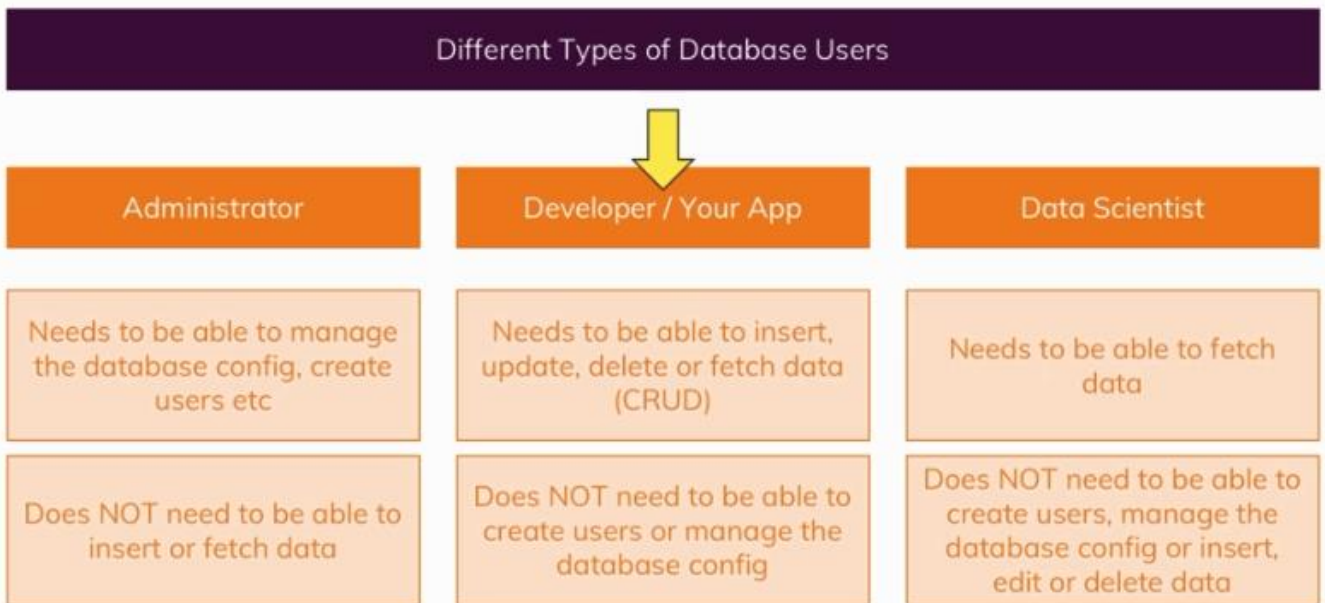 Different Types of Database Users
Administrator
Developer / Your App
Data Scientist
Needs to be able to manage
the database config, create
users etc
Needs to be able to insert,
update, delete or fetch data
(CRUD)
Needs to be able to fetch
data
Does NOT need to be able to
insert or fetch data
Does NOT need to be able to
create users or manage the
database config
Does NOT need to be able to
create users, manage the
database config or insert,
edit or delete data